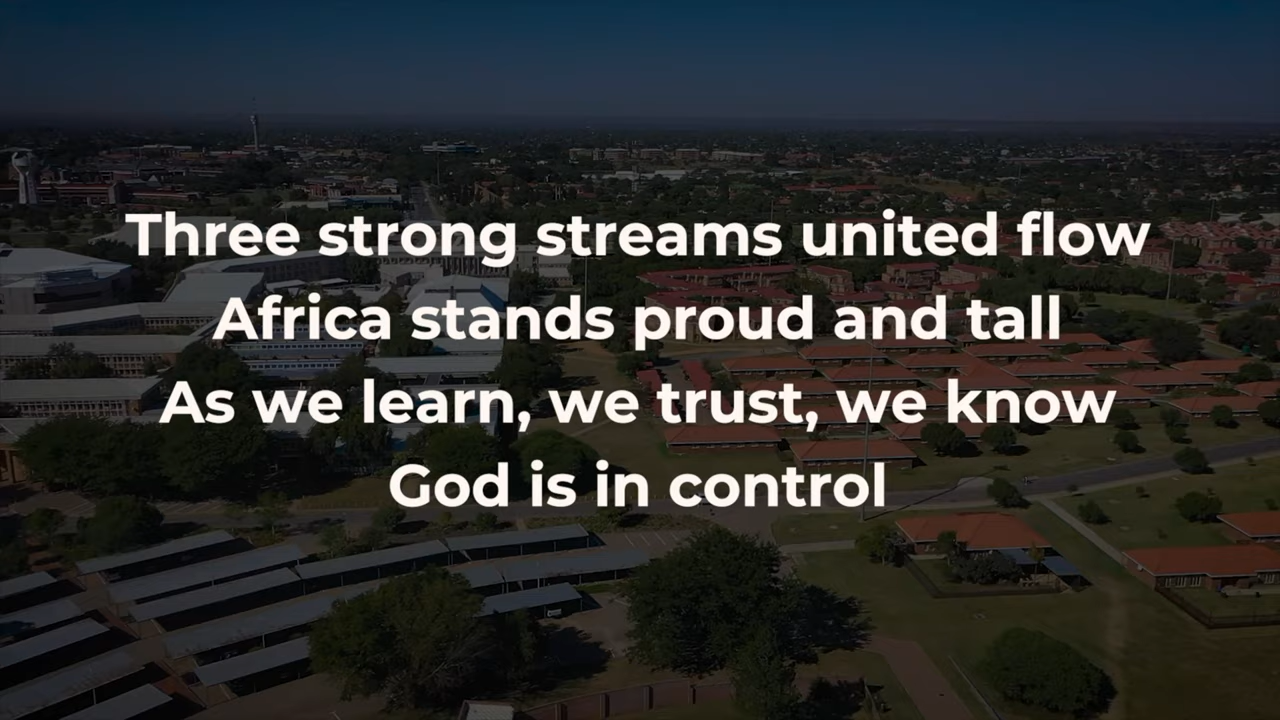 Three strong streams united flow
Africa stands proud and tall
As we learn, we trust, we know
God is in control